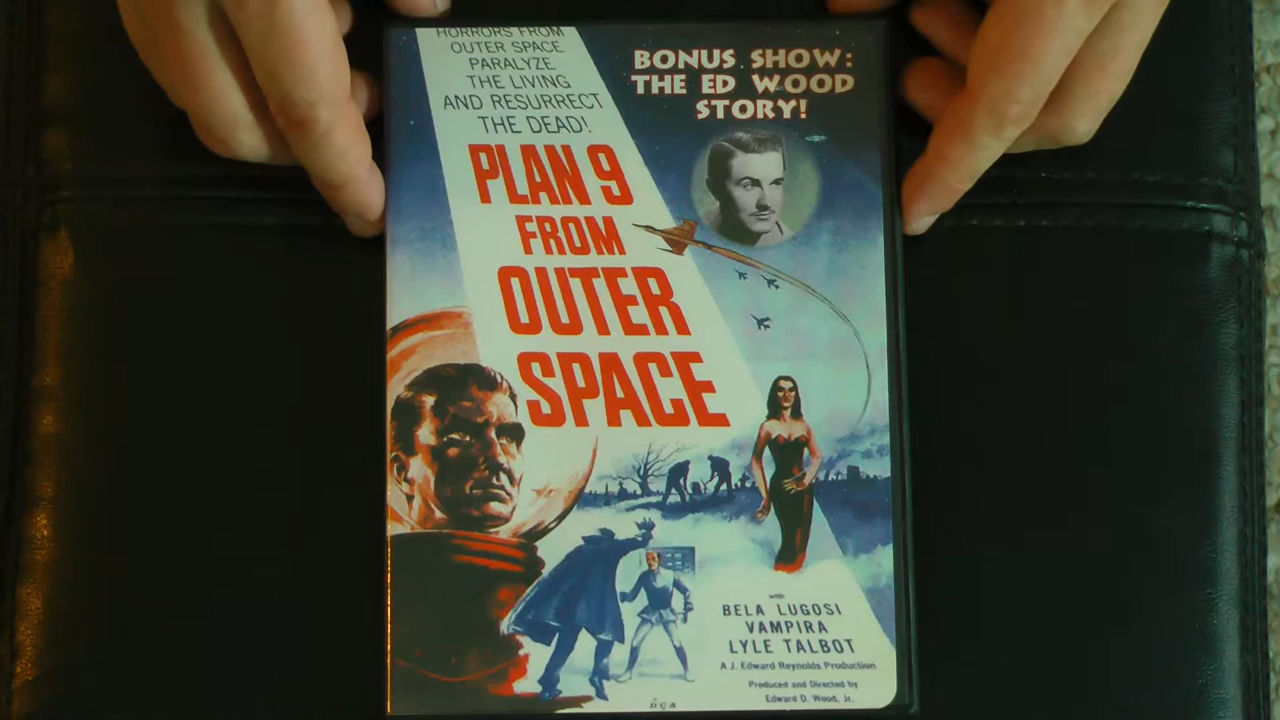 HORRORS FROM
OUTER SPACE
PARALYZE
THE LIVING
AND RESURRECT
THE DEAD!
PLAN 9
FROM
OUTER
SPACE
BONUS SHOW:
THE ED WOOD
STORY!
with
BELA LUGOSI
VAMPIRA
LYLE TALBOT
A J. Edward Reynolds Production
Produced and Directed by
Edward D. Wood, Jr.